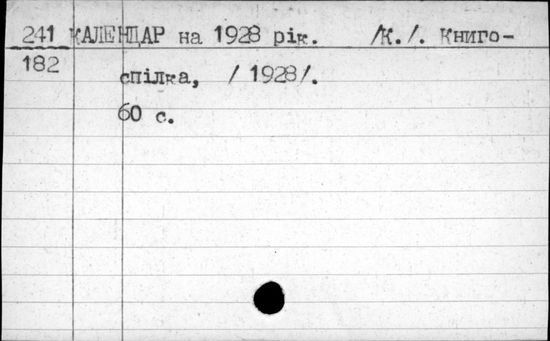 241 КАЛЕНДАР на 1928 рік. /К./. Книго-
182 спілка, / 1928/.
60 с.